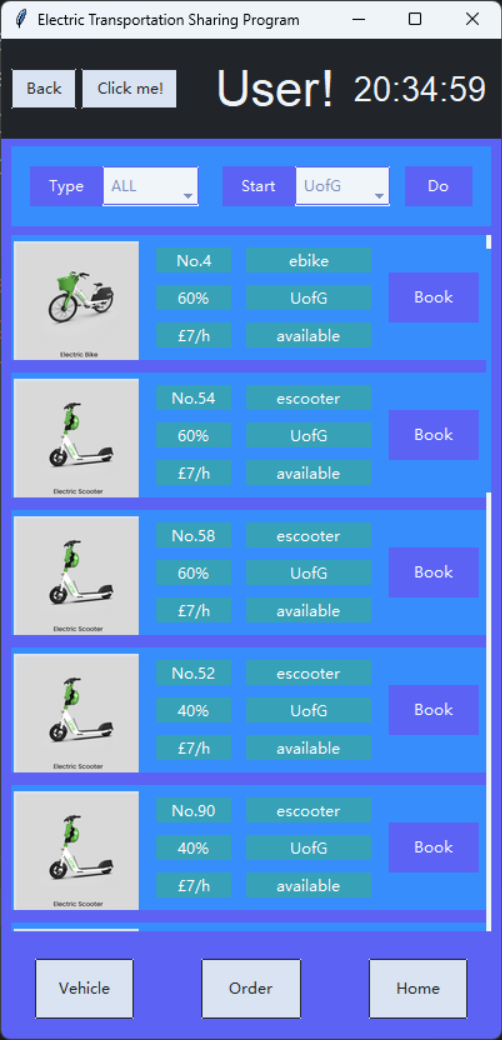 Electric Transportation Sharing Program
Back Click me! User! 20:34:59
Type ALL Start UofG Do
No.4 ebike
60% UofG Book
£7/h available
Electric Bike
No.54 escooter
60% UofG Book
£7/h available
Electric Scooter
No.58 escooter
60% UofG Book
£7/h available
Electric Scooter
No.52 escooter
40% UofG Book
£7/h available
Electric Scooter
No.90 escooter
40% UofG Book
£7/h available
Electric Scooter
Vehicle Order Home